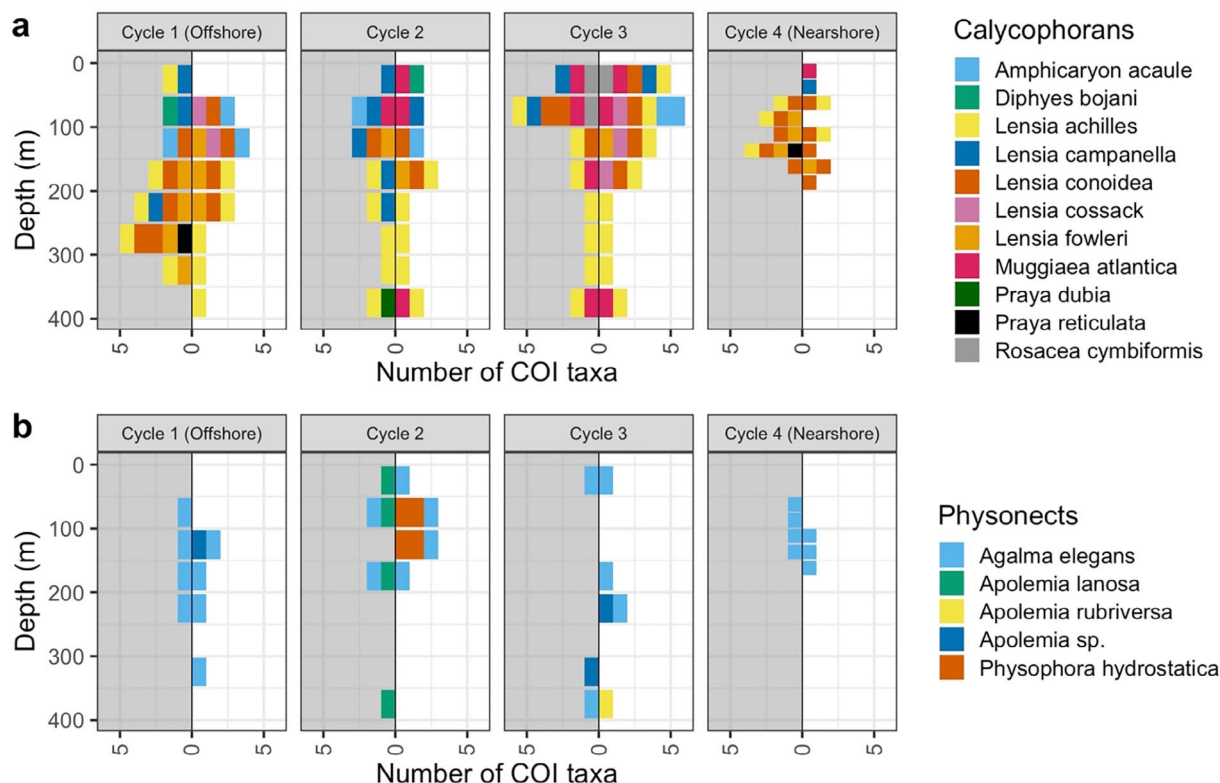 a
Cycle 1 (Offshore) Cycle 2 Cycle 3 Cycle 4 (Nearshore)
Depth (m)
0
100
200
300
400
5 0 5 5 0 5 5 0 5 5 0 5
Number of COI taxa
Calycophorans
Amphicaryon acaule
Diphyes bojani
Lensia achilles
Lensia campanella
Lensia conoidea
Lensia cossack
Lensia fowleri
Muggiaea atlantica
Praya dubia
Praya reticulata
Rosacea cymbiformis
b
Cycle 1 (Offshore) Cycle 2 Cycle 3 Cycle 4 (Nearshore)
Depth (m)
0
100
200
300
400
5 0 5 5 0 5 5 0 5 5 0 5
Number of COI taxa
Physonects
Agalma elegans
Apolemia lanosa
Apolemia rubriversa
Apolemia sp.
Physophora hydrostatica